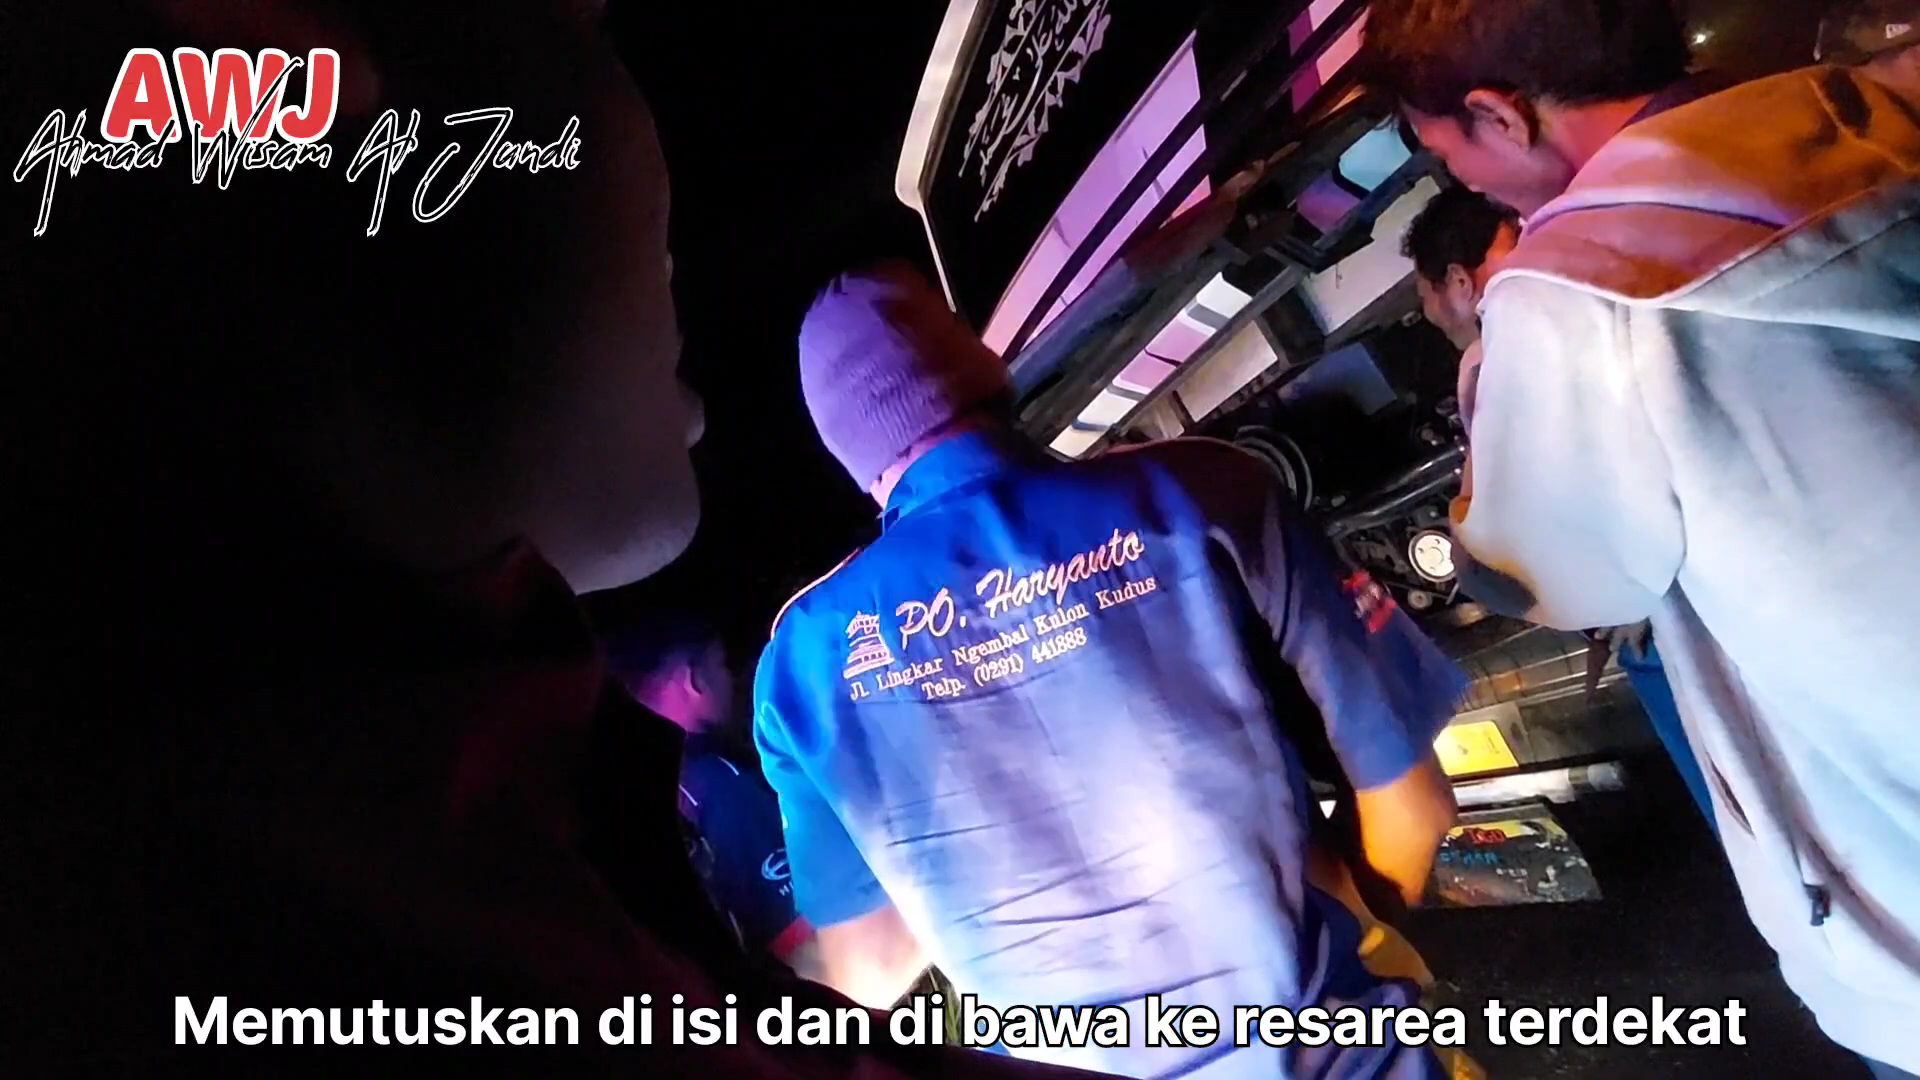 AWJ
Ahmad Wisam Al Jundi
PO. Haryanto
Jl. Lingkar Ngembal Kulon Kudus
Telp. (0291) 441888
Memutuskan di isi dan di bawa ke resarea terdekat